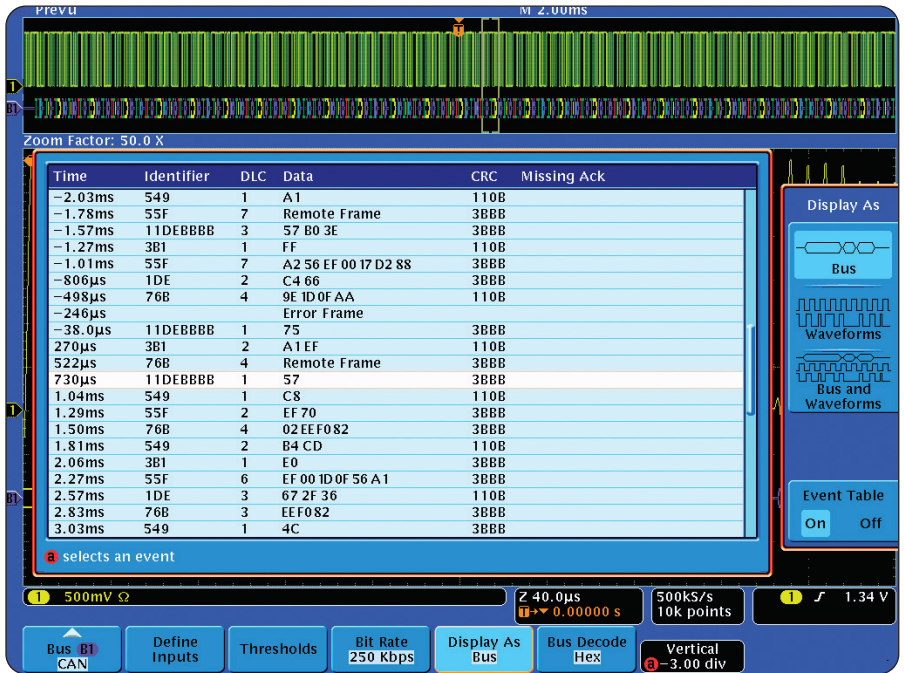 PreVu M 2.00ms
T
1
B1
Zoom Factor: 50.0 X
Time Identifier DLC Data CRC Missing Ack
−2.03ms 549 1 A1 110B
−1.78ms 55F 7 Remote Frame 3BBB
−1.57ms 11DEBBBB 3 57 B0 3E 3BBB
−1.27ms 3B1 1 FF 110B
−1.01ms 55F 7 A2 56 EF 00 17 D2 88 3BBB
−806µs 1DE 2 C4 66 3BBB
−498µs 76B 4 9E 1D 0F AA 110B
−246µs Error Frame
−38.0µs 11DEBBBB 1 75 3BBB
270µs 3B1 2 A1 EF 110B
522µs 76B 4 Remote Frame 3BBB
730µs 11DEBBBB 1 57 3BBB
1.04ms 549 1 C8 110B
1.29ms 55F 2 EF 70 3BBB
1.50ms 76B 4 02 EE F0 82 3BBB
1.81ms 549 2 B4 CD 110B
2.06ms 3B1 1 E0 3BBB
2.27ms 55F 6 EF 00 1D 0F 56 A1 3BBB
2.57ms 1DE 3 67 2F 36 110B
2.83ms 76B 3 EE F0 82 3BBB
3.03ms 549 1 4C 3BBB
a selects an event
1
B1
Display As
Bus
Waveforms
Bus and
Waveforms
Event Table
On Off
1 500mV Ω
Z 40.0µs
T→▼ 0.00000 s
500kS/s
10k points
1 ʃ 1.34 V
Bus B1
CAN
Define
Inputs
Thresholds
Bit Rate
250 Kbps
Display As
Bus
Bus Decode
Hex
Vertical
a −3.00 div